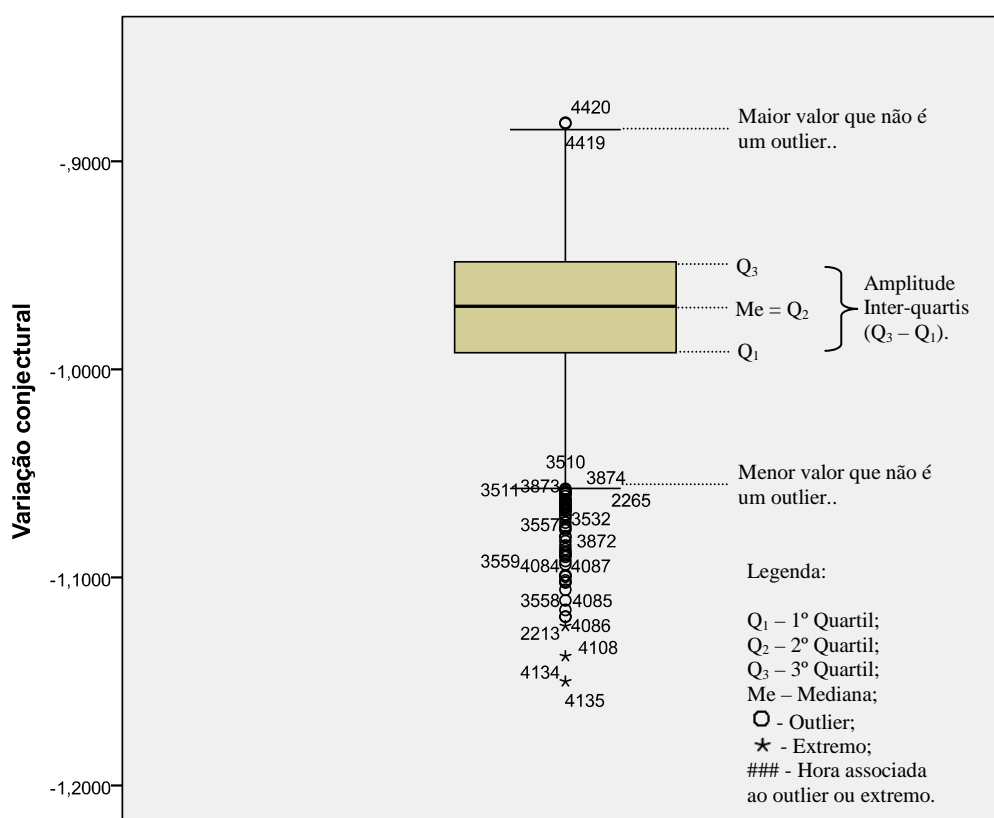 4420
Maior valor que não é
um outlier..
4419
-,9000
Q3
Me = Q2
Q1
Amplitude
Inter-quartis
(Q3 – Q1).
-1,0000
Variação conjectural
3510
3511
3873
3874
2265
Menor valor que não é
um outlier..
3557
3532
3872
3559
4084
4087
-1,1000
3558
4085
2213
4086
4108
4134
4135
-1,2000
Legenda:
Q1 – 1º Quartil;
Q2 – 2º Quartil;
Q3 – 3º Quartil;
Me – Mediana;
- Outlier;
- Extremo;
### - Hora associada
ao outlier ou extremo.